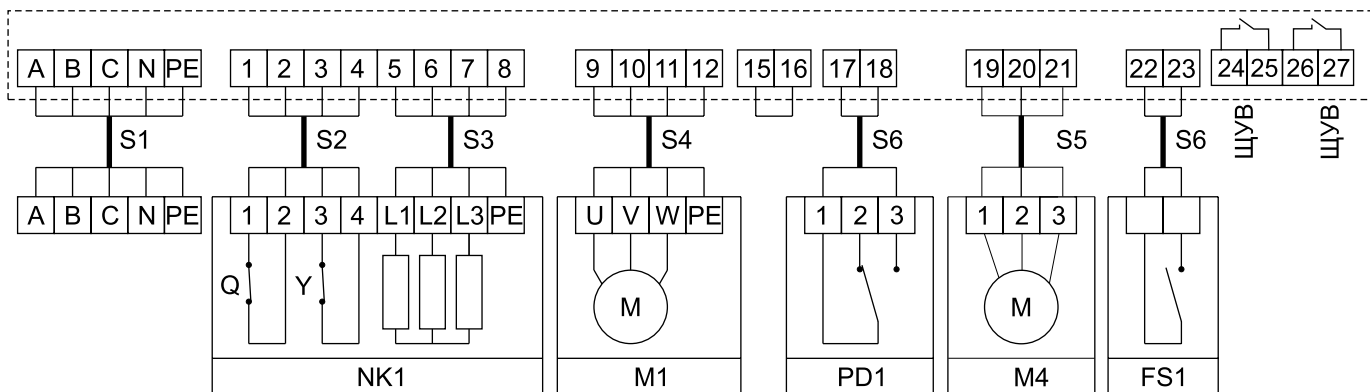 A B C N PE 1 2 3 4 5 6 7 8 9 10 11 12 15 16 17 18 19 20 21 22 23 24 25 26 27
S1 S2 S3 S4 S6 S5 S6 ЩУВ ЩУВ
A B C N PE 1 2 3 4 L1 L2 L3 PE U V W PE 1 2 3 1 2 3
Q Y M M
NK1 M1 PD1 M4 FS1